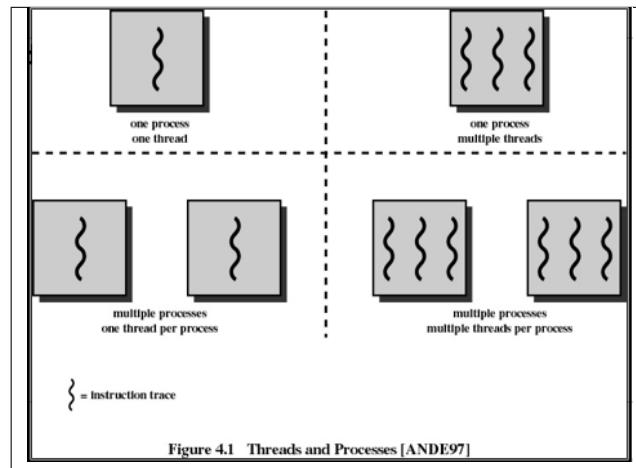 one process
one thread
one process
multiple threads
multiple processes
one thread per process
multiple processes
multiple threads per process
= instruction trace
Figure 4.1 Threads and Processes [ANDE97]